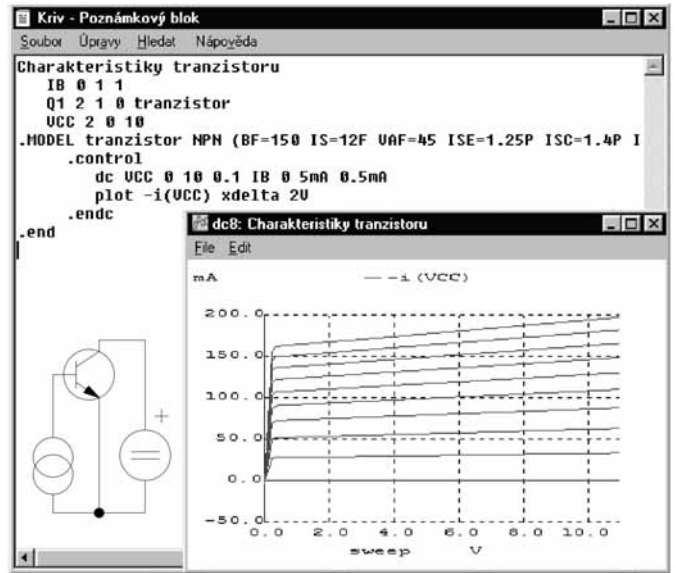 Kriv - Poznámkový blok
Soubor Úpravy Hledat Nápověda
Charakteristiky tranzistoru
IB 0 1 1
Q1 2 1 0 tranzistor
VCC 2 0 10
.MODEL tranzistor NPN (BF=150 IS=12F VAF=45 ISE=1.25P ISC=1.4P I
.control
dc VCC 0 10 0.1 IB 0 5mA 0.5mA
plot -i(VCC) xdelta 2V
.endc
.end
dc8: Charakteristiky tranzistoru
File Edit
mA — -i (VCC)
200.0
150.0
100.0
50.0
0.0
-50.0
0.0 2.0 4.0 6.0 8.0 10.0
sweep V
+